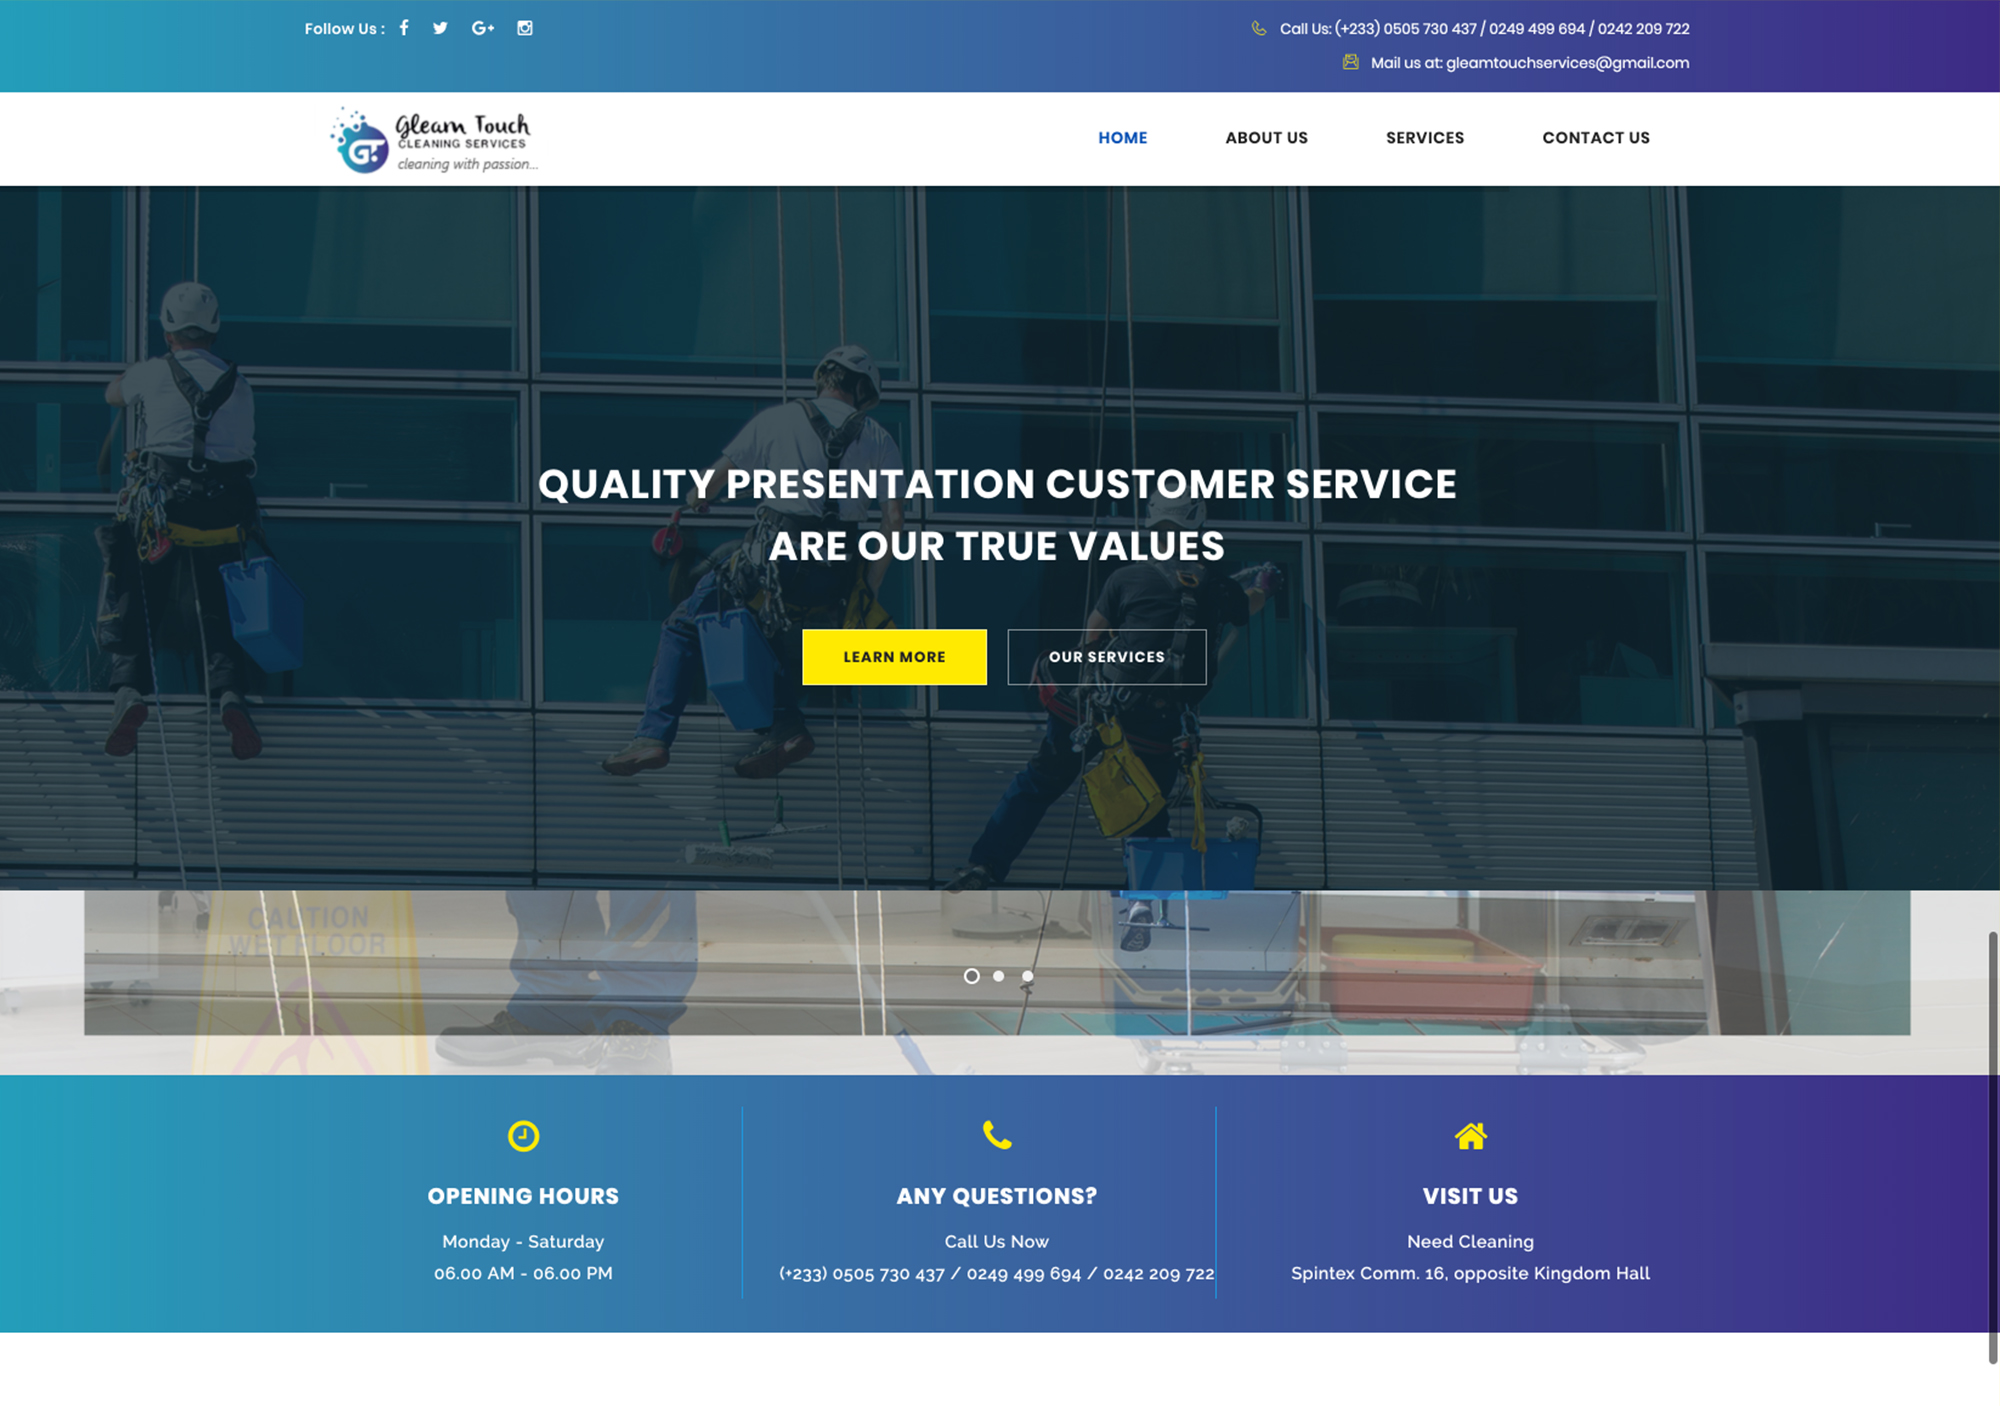 Follow Us :
Call Us: (+233) 0505 730 437 / 0249 499 694 / 0242 209 722
Mail us at: gleamtouchservices@gmail.com
GT
Gleam Touch
CLEANING SERVICES
cleaning with passion...
HOME
ABOUT US
SERVICES
CONTACT US
QUALITY PRESENTATION CUSTOMER SERVICE
ARE OUR TRUE VALUES
LEARN MORE
OUR SERVICES
CAUTION
WET FLOOR
OPENING HOURS
Monday - Saturday
06.00 AM - 06.00 PM
ANY QUESTIONS?
Call Us Now
(+233) 0505 730 437 / 0249 499 694 / 0242 209 722
VISIT US
Need Cleaning
Spintex Comm. 16, opposite Kingdom Hall